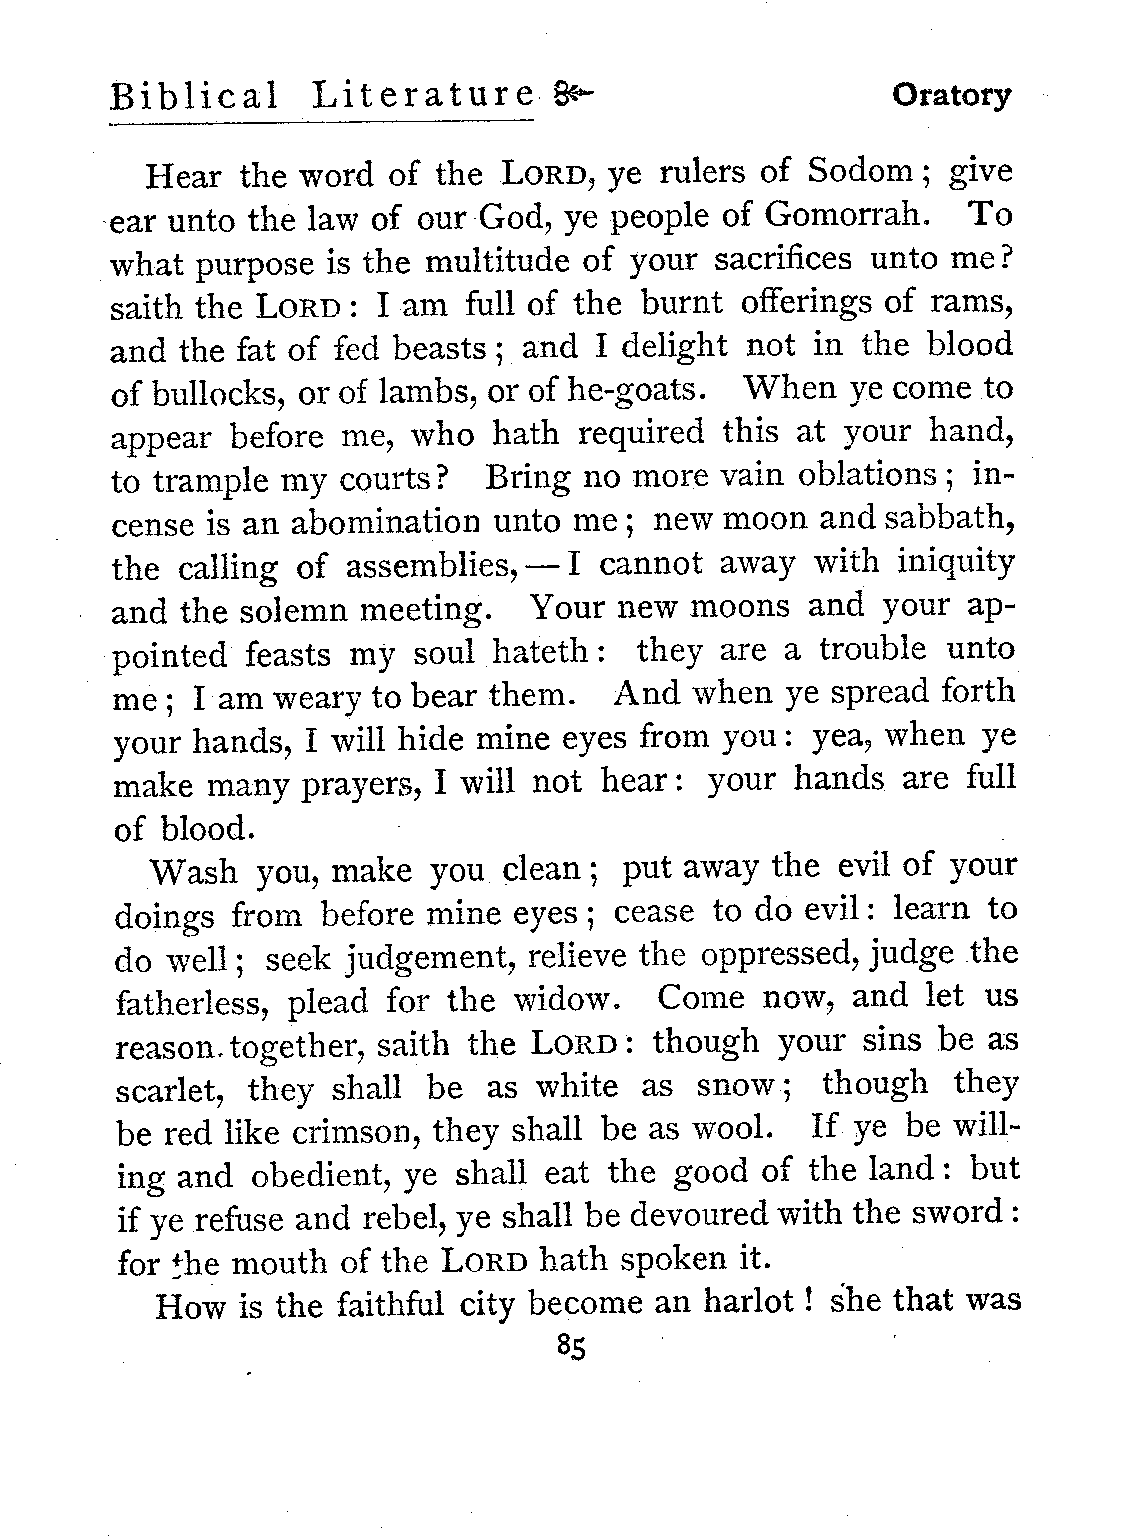 Biblical Literature Oratory
Hear the word of the LORD, ye rulers of Sodom; give
ear unto the law of our God, ye people of Gomorrah. To
what purpose is the multitude of your sacrifices unto me?
saith the LORD: I am full of the burnt offerings of rams,
and the fat of fed beasts; and I delight not in the blood
of bullocks, or of lambs, or of he-goats. When ye come to
appear before me, who hath required this at your hand,
to trample my courts? Bring no more vain oblations; in-
cense is an abomination unto me; new moon and sabbath,
the calling of assemblies,—I cannot away with iniquity
and the solemn meeting. Your new moons and your ap-
pointed feasts my soul hateth: they are a trouble unto
me; I am weary to bear them. And when ye spread forth
your hands, I will hide mine eyes from you: yea, when ye
make many prayers, I will not hear: your hands are full
of blood.
Wash you, make you clean; put away the evil of your
doings from before mine eyes; cease to do evil: learn to
do well; seek judgement, relieve the oppressed, judge the
fatherless, plead for the widow. Come now, and let us
reason together, saith the LORD: though your sins be as
scarlet, they shall be as white as snow; though they
be red like crimson, they shall be as wool. If ye be will-
ing and obedient, ye shall eat the good of the land: but
if ye refuse and rebel, ye shall be devoured with the sword:
for the mouth of the LORD hath spoken it.
How is the faithful city become an harlot! she that was
85